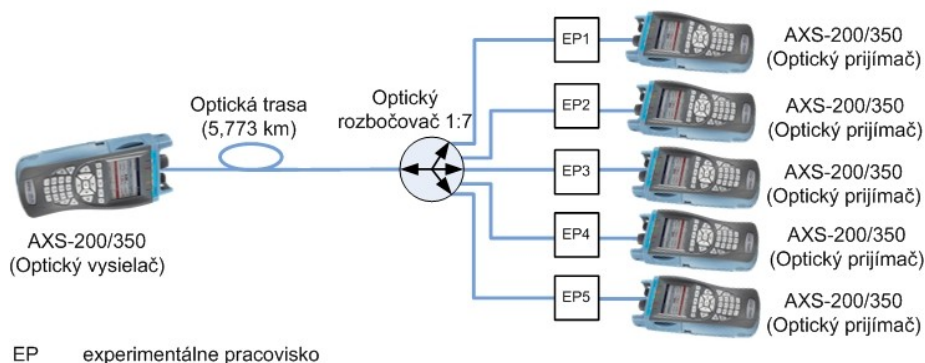 EP1
AXS-200/350
(Optický prijímač)
Optická trasa
(5,773 km)
Optický
rozbočovač 1:7
EP2
AXS-200/350
(Optický prijímač)
EP3
AXS-200/350
(Optický prijímač)
AXS-200/350
(Optický vysielač)
EP4
AXS-200/350
(Optický prijímač)
EP5
AXS-200/350
(Optický prijímač)
EP experimentálne pracovisko